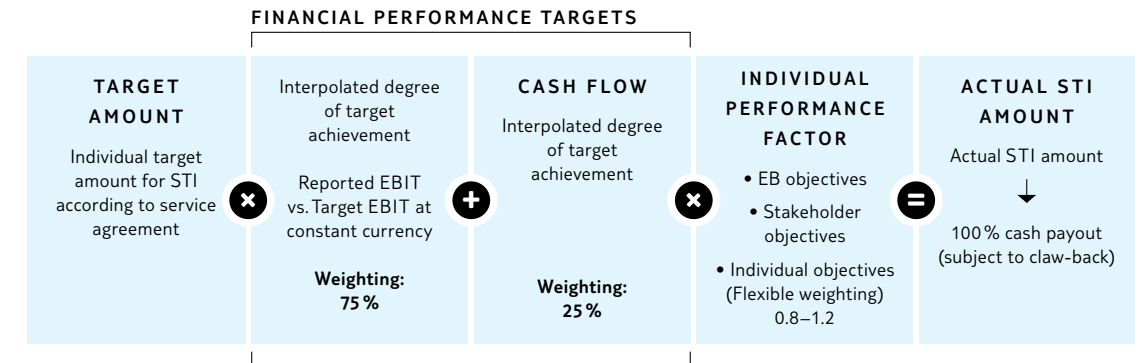 FINANCIAL PERFORMANCE TARGETS
TARGET
AMOUNT
Individual target
amount for STI
according to service
agreement
×
Interpolated degree
of target
achievement
Reported EBIT
vs. Target EBIT at
constant currency
Weighting:
75 %
+
CASH FLOW
Interpolated degree
of target
achievement
Weighting:
25 %
×
INDIVIDUAL
PERFORMANCE
FACTOR
• EB objectives
• Stakeholder
objectives
• Individual objectives
(Flexible weighting)
0.8–1.2
=
ACTUAL STI
AMOUNT
Actual STI amount
100 % cash payout
(subject to claw-back)